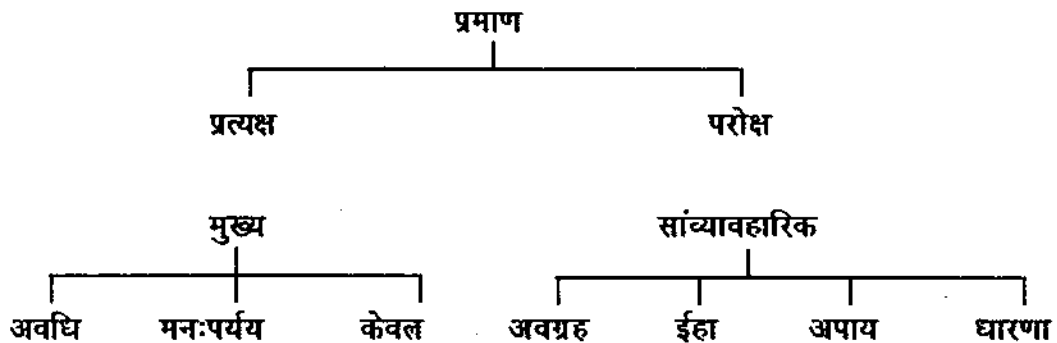 प्रमाण
प्रत्यक्ष परोक्ष
मुख्य सांव्यावहारिक
अवधि मनःपर्यय केवल अवग्रह ईहा अपाय धारणा